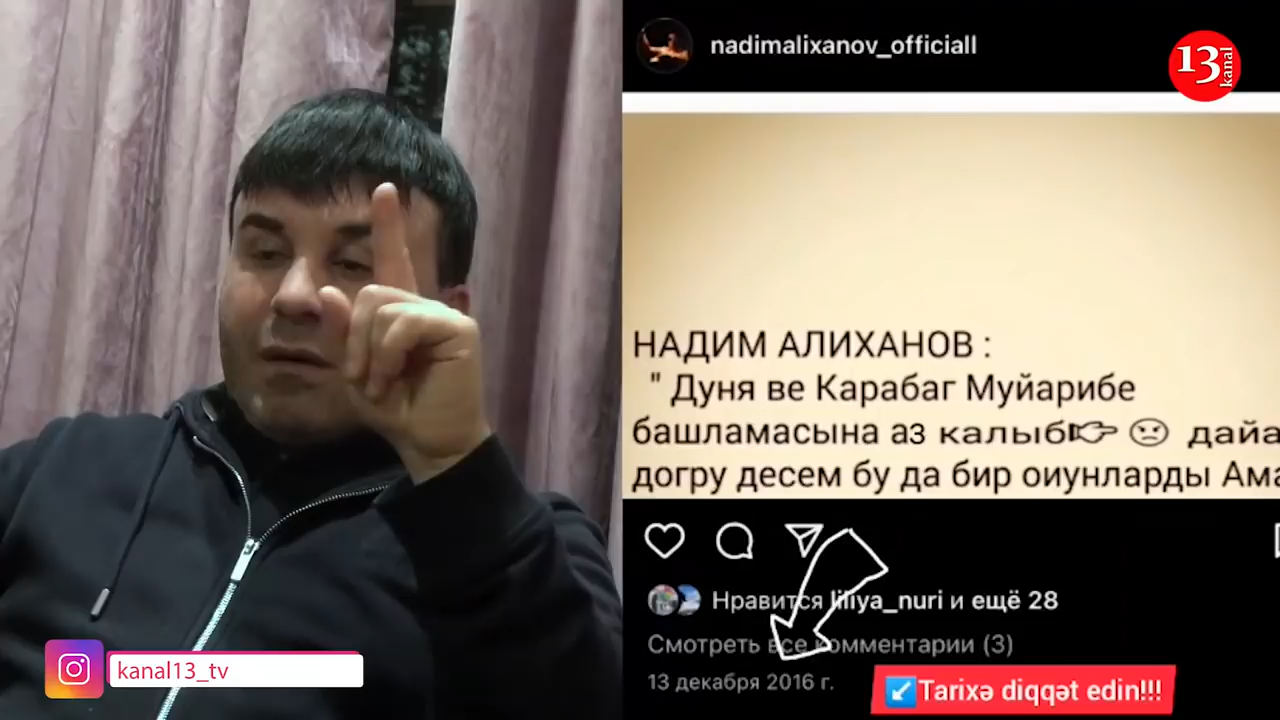 nadimalixanov_officiall
13 kanal
НАДИМ АЛИХАНОВ :
" Дуня ве Карабаг Муйарибе
башламасына аз калыб дайа
догру десем бу да бир оиунларды Ама
Нравится liliya_nuri и ещё 28
Смотреть все комментарии (3)
13 декабря 2016 г.
Tarixə diqqət edin!!!
kanal13_tv